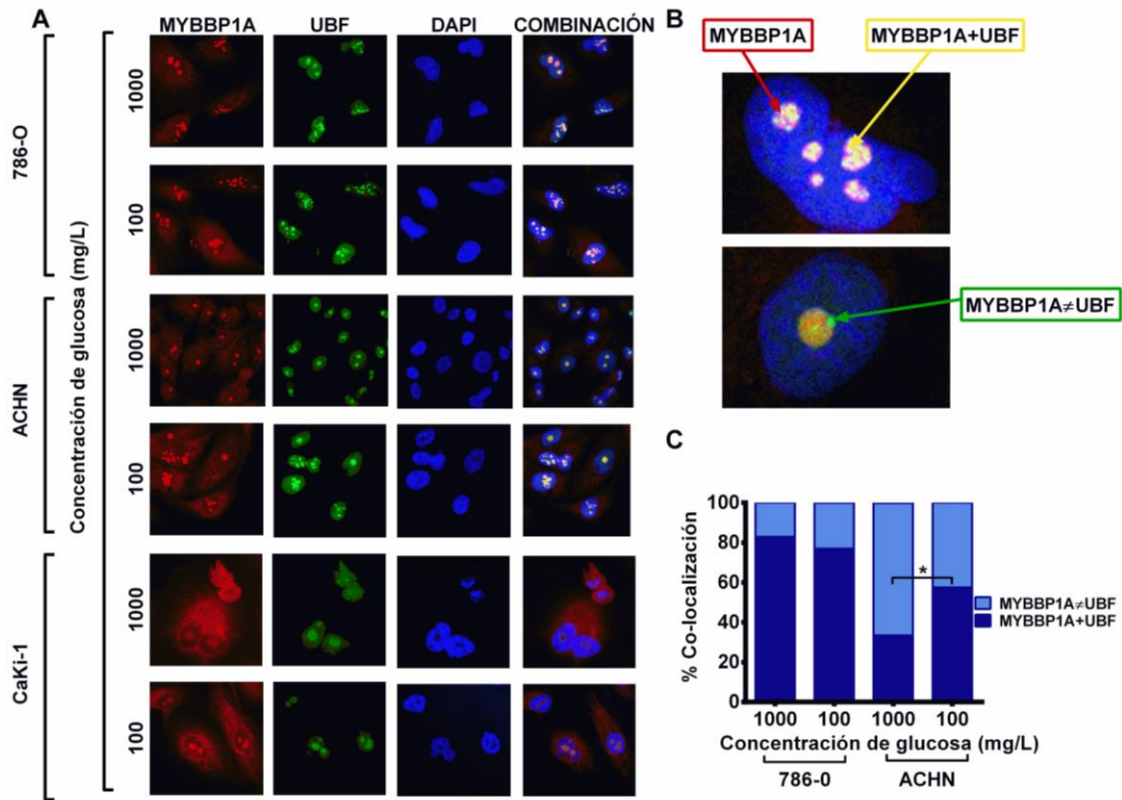 A
MYBBP1A UBF DAPI COMBINACIÓN
786-O
ACHN
CaKi-1
Concentración de glucosa (mg/L)
1000
100
1000
100
1000
100
B
MYBBP1A
MYBBP1A+UBF
MYBBP1A≠UBF
C
% Co-localización
100
80
60
40
20
0
*
MYBBP1A≠UBF
MYBBP1A+UBF
1000 100 1000 100
Concentración de glucosa (mg/L)
786-0 ACHN